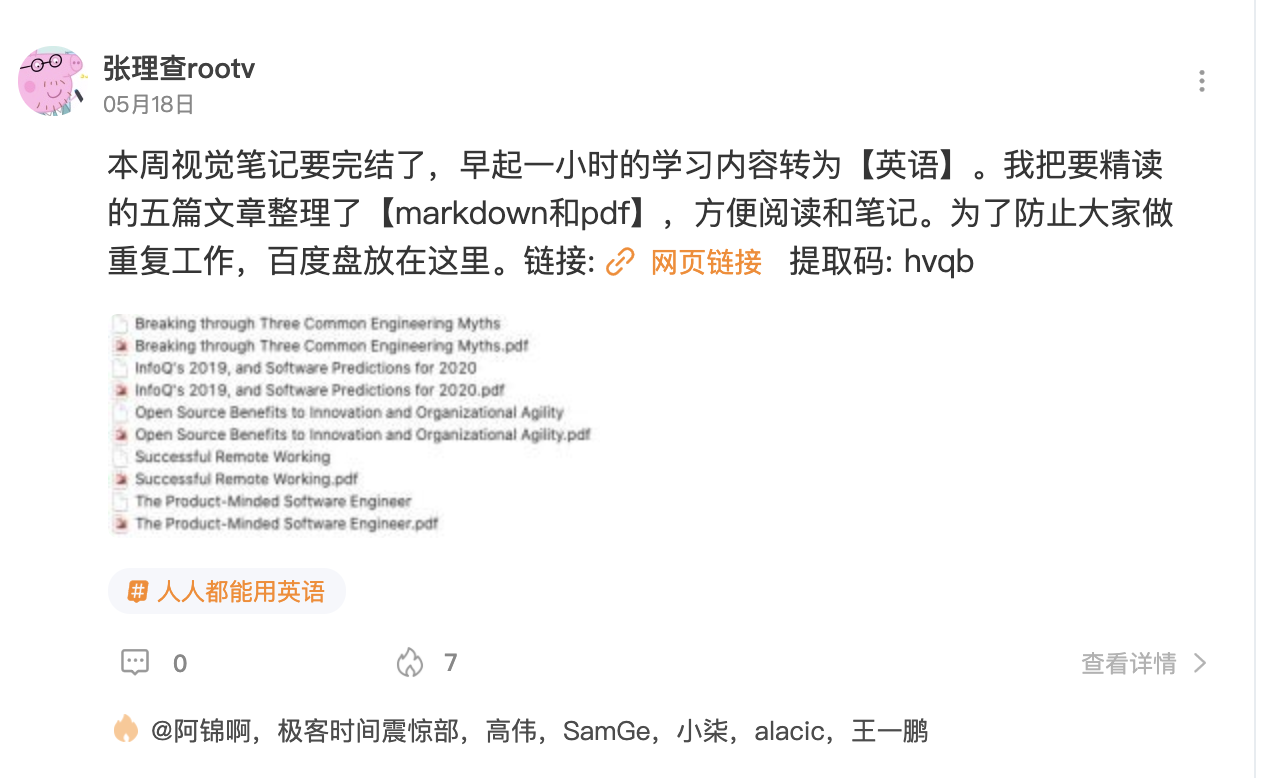 张理查rootv
05月18日
本周视觉笔记要完结了，早起一小时的学习内容转为【英语】。我把要精读
的五篇文章整理了【markdown和pdf】，方便阅读和笔记。为了防止大家做
重复工作，百度盘放在这里。链接: 网页链接 提取码: hvqb
Breaking through Three Common Engineering Myths
Breaking through Three Common Engineering Myths.pdf
InfoQ's 2019, and Software Predictions for 2020
InfoQ's 2019, and Software Predictions for 2020.pdf
Open Source Benefits to Innovation and Organizational Agility
Open Source Benefits to Innovation and Organizational Agility.pdf
Successful Remote Working
Successful Remote Working.pdf
The Product-Minded Software Engineer
The Product-Minded Software Engineer.pdf
# 人人都能用英语
0 7 查看详情
@阿锦啊，极客时间震惊部，高伟，SamGe，小柒，alacic，王一鹏